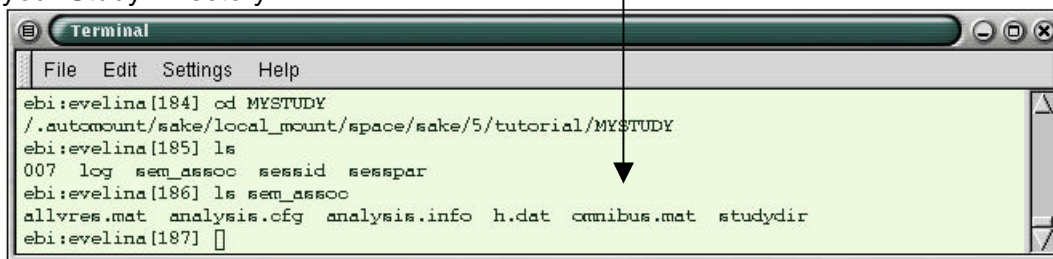 your Study Directory
Terminal
File Edit Settings Help
ebi:evelina[184] cd MYSTUDY
/.automount/sake/local_mount/space/sake/5/tutorial/MYSTUDY
ebi:evelina[185] ls
007 log sem_assoc sessid sesspar
ebi:evelina[186] ls sem_assoc
allvres.mat analysis.cfg analysis.info h.dat omnibus.mat studydir
ebi:evelina[187]